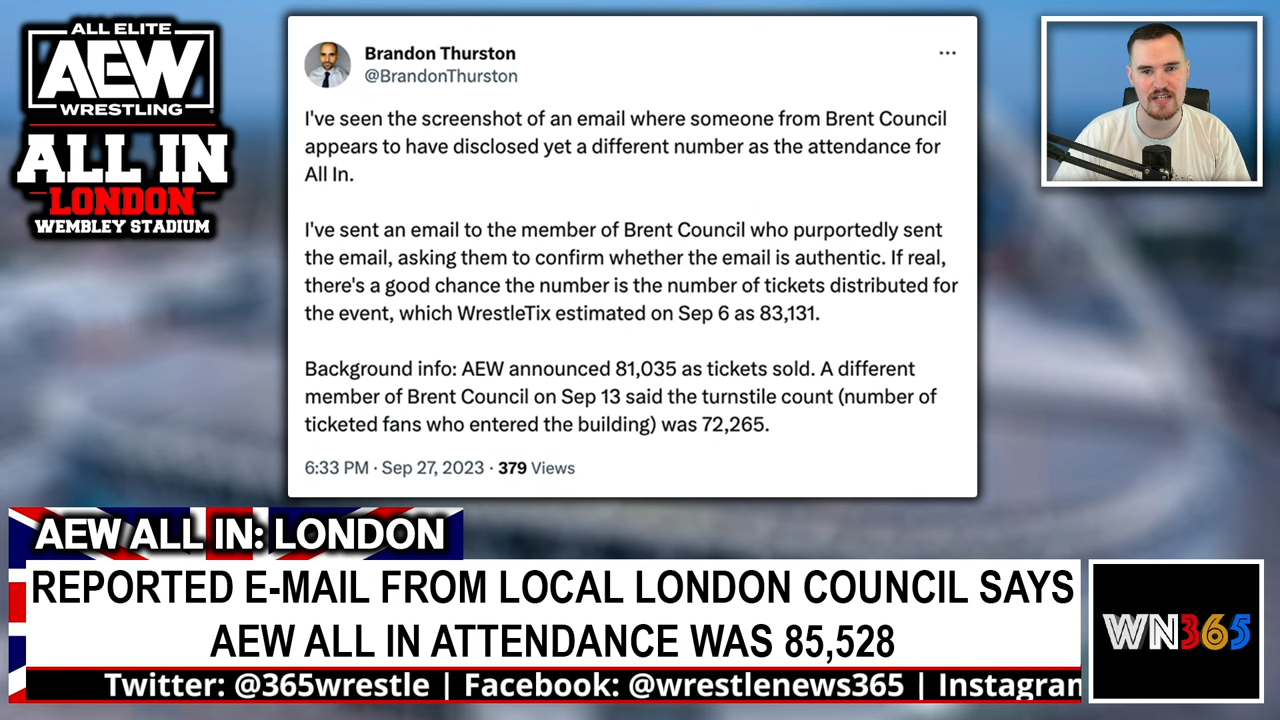 ALL ELITE
AEW
WRESTLING
ALL IN
LONDON
WEMBLEY STADIUM
Brandon Thurston
@BrandonThurston
I've seen the screenshot of an email where someone from Brent Council
appears to have disclosed yet a different number as the attendance for
All In.
I've sent an email to the member of Brent Council who purportedly sent
the email, asking them to confirm whether the email is authentic. If real,
there's a good chance the number is the number of tickets distributed for
the event, which WrestleTix estimated on Sep 6 as 83,131.
Background info: AEW announced 81,035 as tickets sold. A different
member of Brent Council on Sep 13 said the turnstile count (number of
ticketed fans who entered the building) was 72,265.
6:33 PM · Sep 27, 2023 · 379 Views
AEW ALL IN: LONDON
REPORTED E-MAIL FROM LOCAL LONDON COUNCIL SAYS
AEW ALL IN ATTENDANCE WAS 85,528
Twitter: @365wrestle | Facebook: @wrestlenews365 | Instagram
WN365